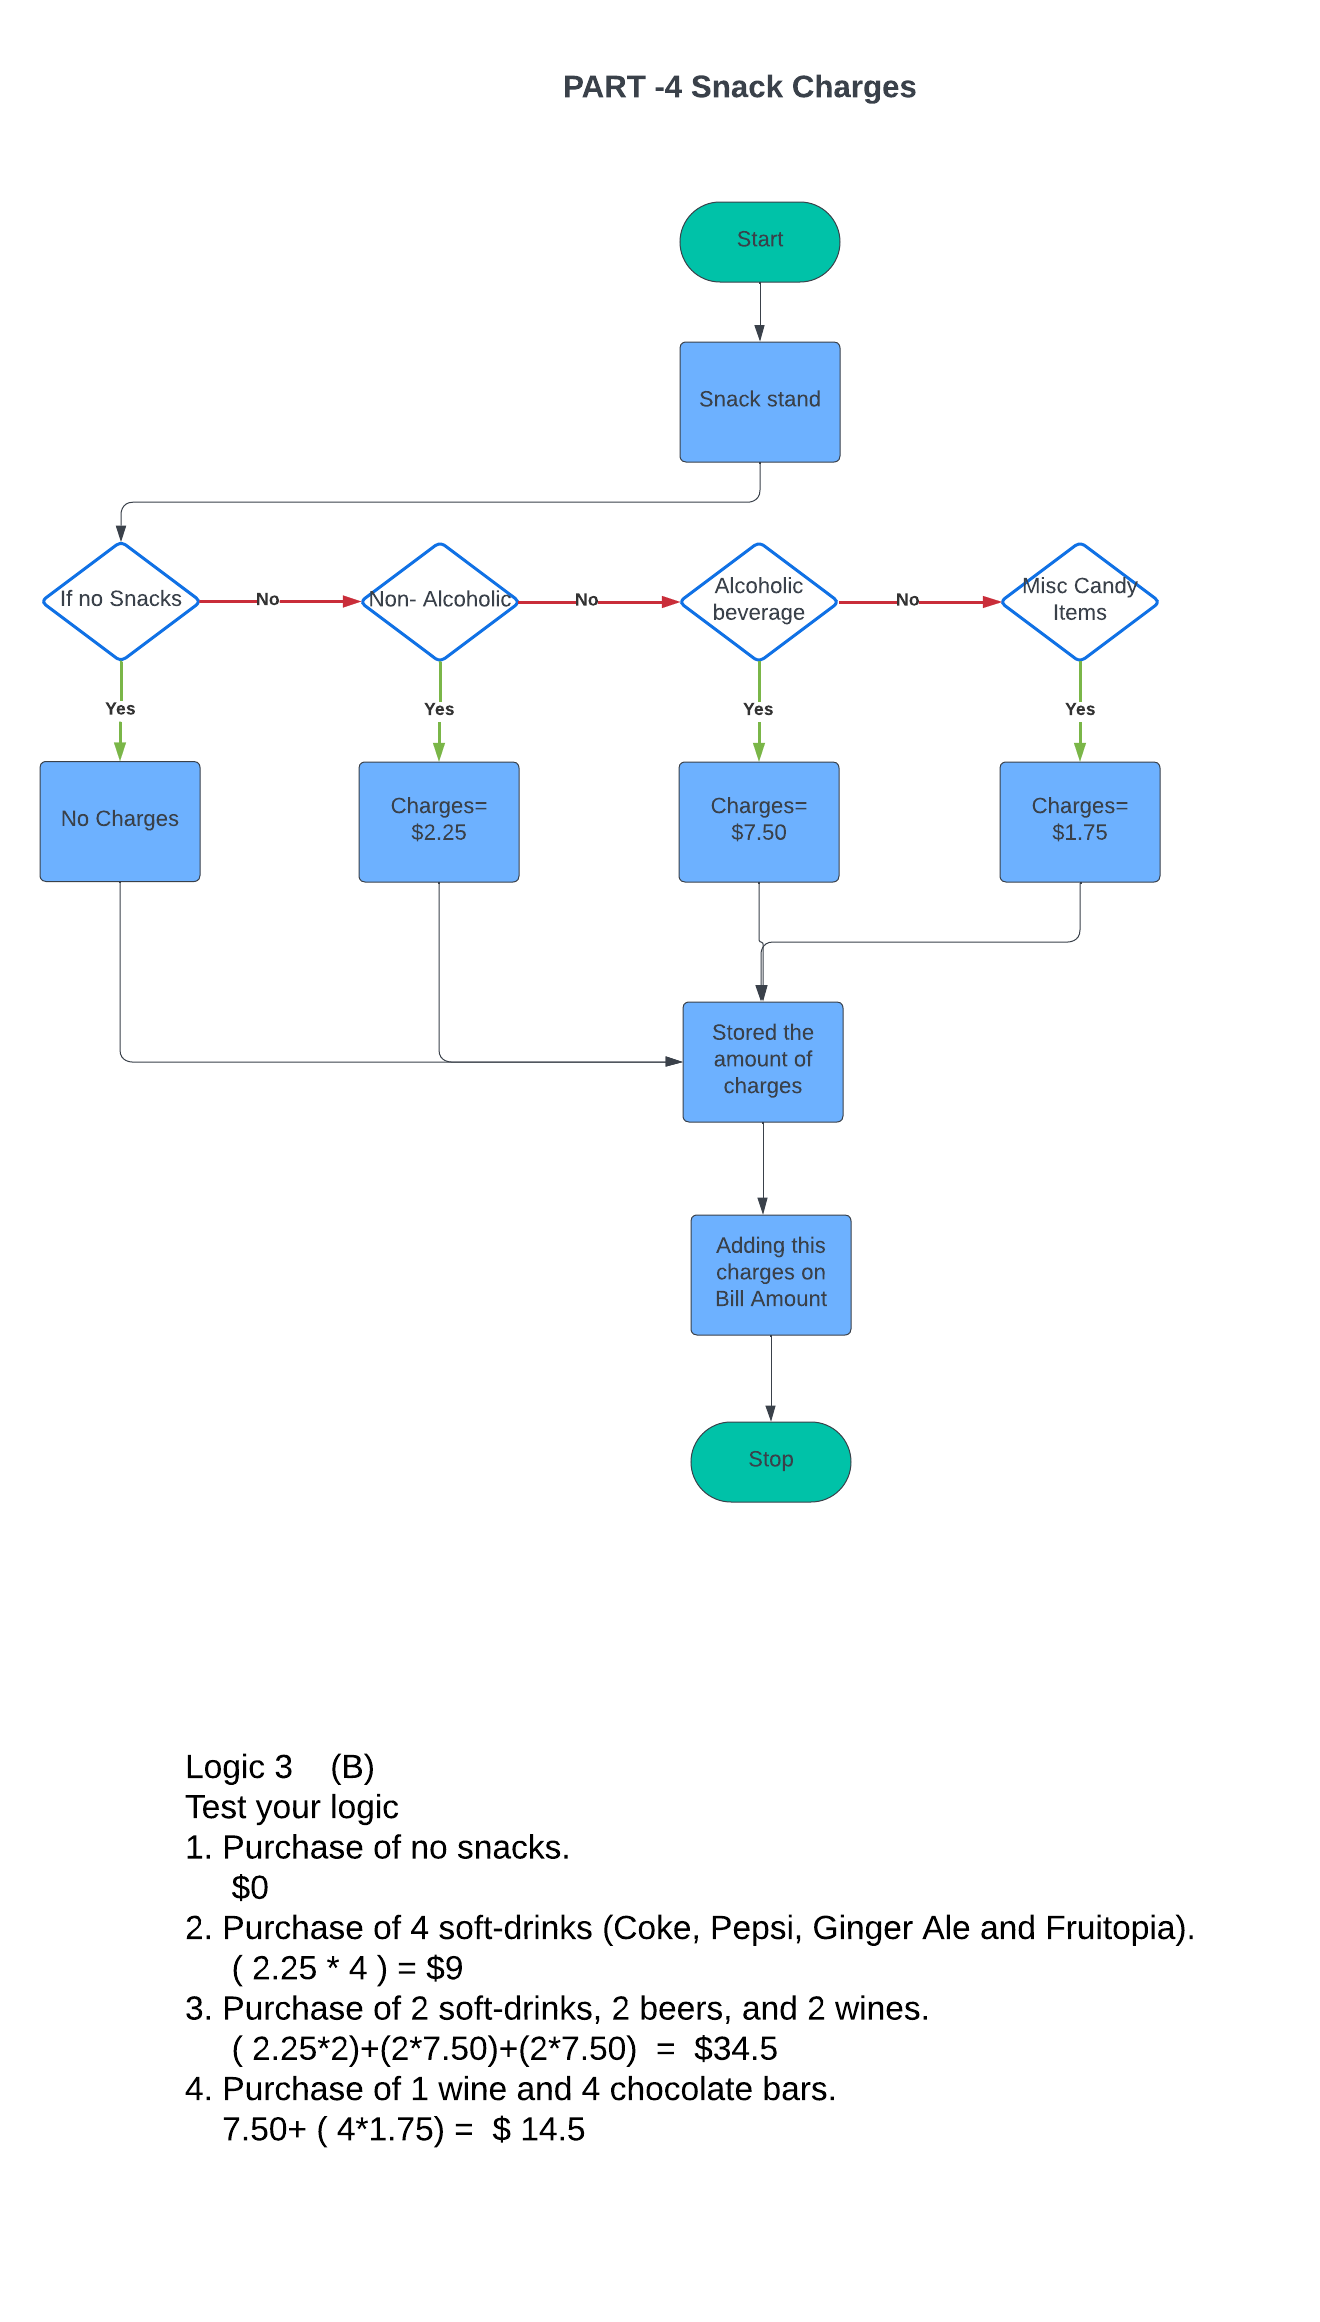 PART -4 Snack Charges
Start
Snack stand
If no Snacks
No
Non- Alcoholic
No
Alcoholic
beverage
No
Misc Candy
Items
Yes
Yes
Yes
Yes
No Charges
Charges=
$2.25
Charges=
$7.50
Charges=
$1.75
Stored the
amount of
charges
Adding this
charges on
Bill Amount
Stop
Logic 3    (B)
Test your logic
1. Purchase of no snacks.
$0
2. Purchase of 4 soft-drinks (Coke, Pepsi, Ginger Ale and Fruitopia).
( 2.25 * 4 ) = $9
3. Purchase of 2 soft-drinks, 2 beers, and 2 wines.
( 2.25*2)+(2*7.50)+(2*7.50)  =  $34.5
4. Purchase of 1 wine and 4 chocolate bars.
7.50+ ( 4*1.75) =  $ 14.5